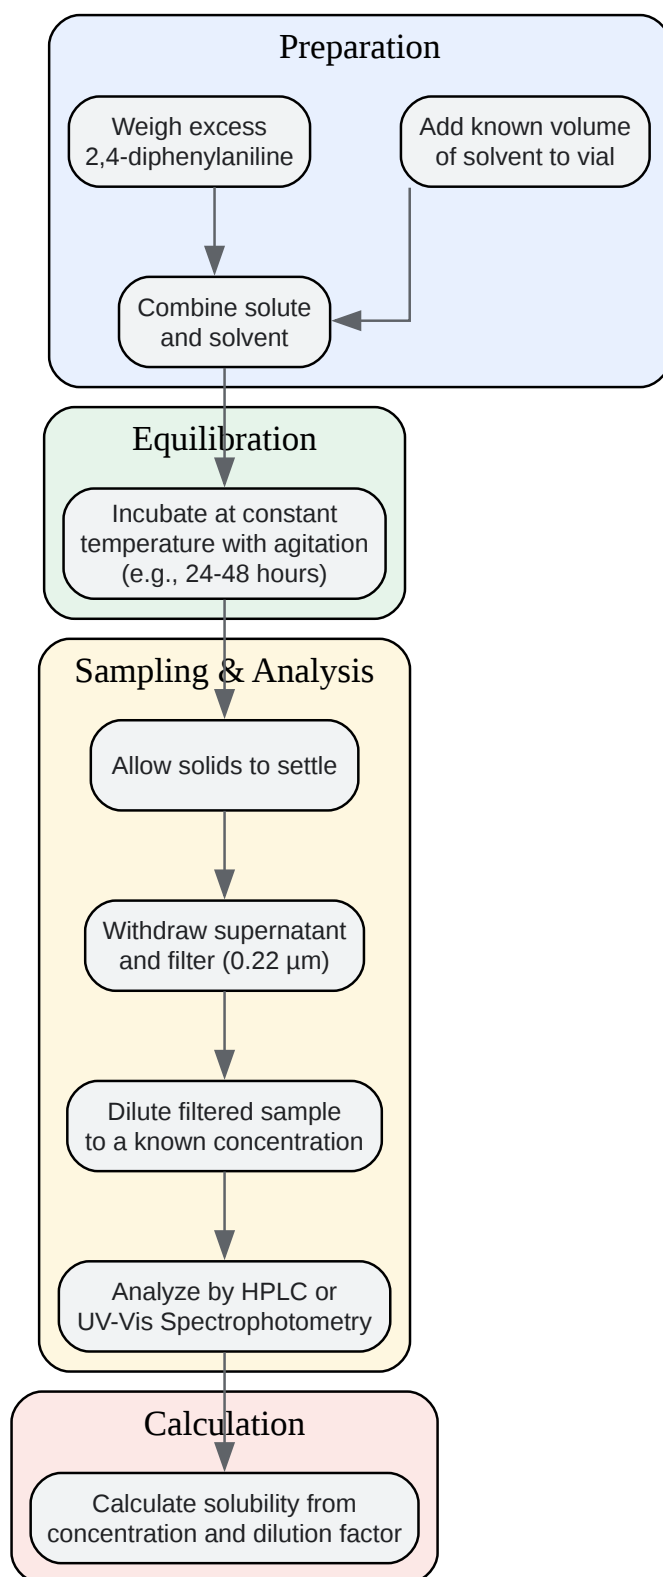 Preparation
Weigh excess
2,4-diphenylaniline
Add known volume
of solvent to vial
Combine solute
and solvent
Equilibration
Incubate at constant
temperature with agitation
(e.g., 24-48 hours)
Sampling & Analysis
Allow solids to settle
Withdraw supernatant
and filter (0.22 µm)
Dilute filtered sample
to a known concentration
Analyze by HPLC or
UV-Vis Spectrophotometry
Calculation
Calculate solubility from
concentration and dilution factor